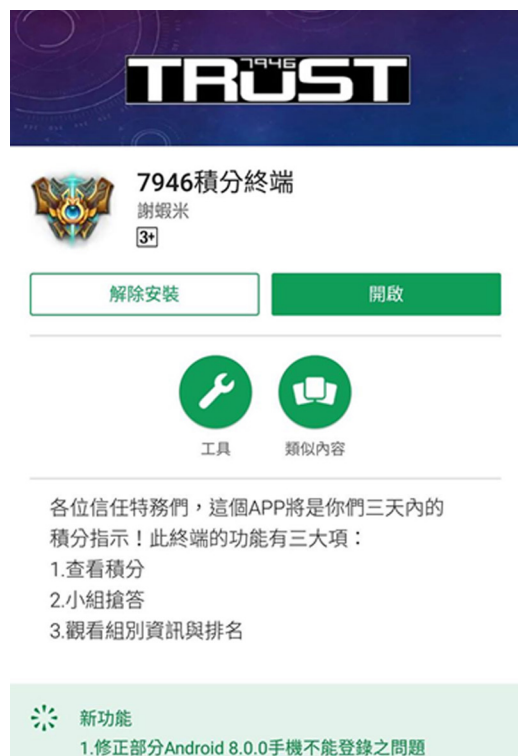 7946
TRUST
7946積分終端
謝蝦米
3+
解除安裝
開啟
工具
類似內容
各位信任特務們，這個APP將是你們三天內的
積分指示！此終端的功能有三大項：
1.查看積分
2.小組搶答
3.觀看組別資訊與排名
新功能
1.修正部分Android 8.0.0手機不能登錄之問題